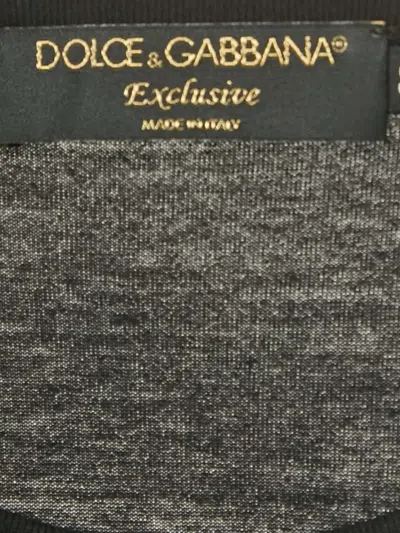 DOLCE & GABBANA®
Exclusive
MADE IN ITALY